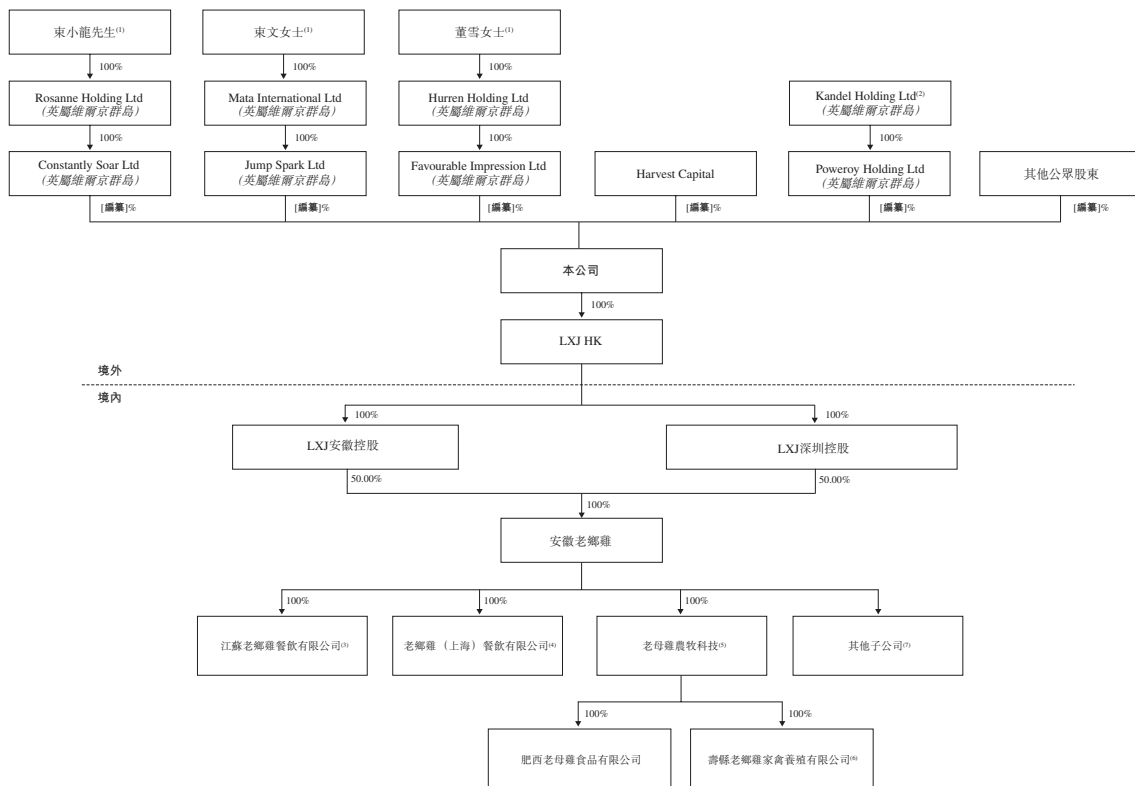 束小龍先生(1)
束文女士(1)
董雪女士(1)
100%
100%
100%
Rosanne Holding Ltd
(英屬維爾京群島)
Mata International Ltd
(英屬維爾京群島)
Hurren Holding Ltd
(英屬維爾京群島)
Kandel Holding Ltd(2)
(英屬維爾京群島)
100%
100%
100%
100%
Constantly Soar Ltd
(英屬維爾京群島)
Jump Spark Ltd
(英屬維爾京群島)
Favourable Impression Ltd
(英屬維爾京群島)
Harvest Capital
Poweroy Holding Ltd
(英屬維爾京群島)
其他公眾股東
[編纂]%
[編纂]%
[編纂]%
[編纂]%
[編纂]%
[編纂]%
本公司
100%
LXJ HK
境外
境內
100%
100%
LXJ安徽控股
LXJ深圳控股
50.00%
50.00%
100%
安徽老鄉雞
100%
100%
100%
100%
江蘇老鄉雞餐飲有限公司(3)
老鄉雞（上海）餐飲有限公司(4)
老母雞農牧科技(5)
其他子公司(7)
100%
100%
肥西老母雞食品有限公司
壽縣老鄉雞家禽養殖有限公司(6)